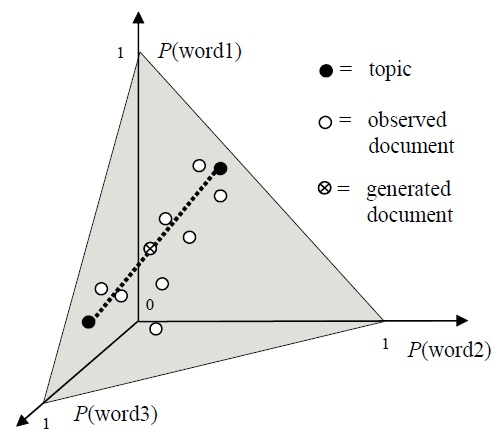 1 P(word1)
= topic
= observed
document
= generated
document
0
1
P(word2)
1
P(word3)